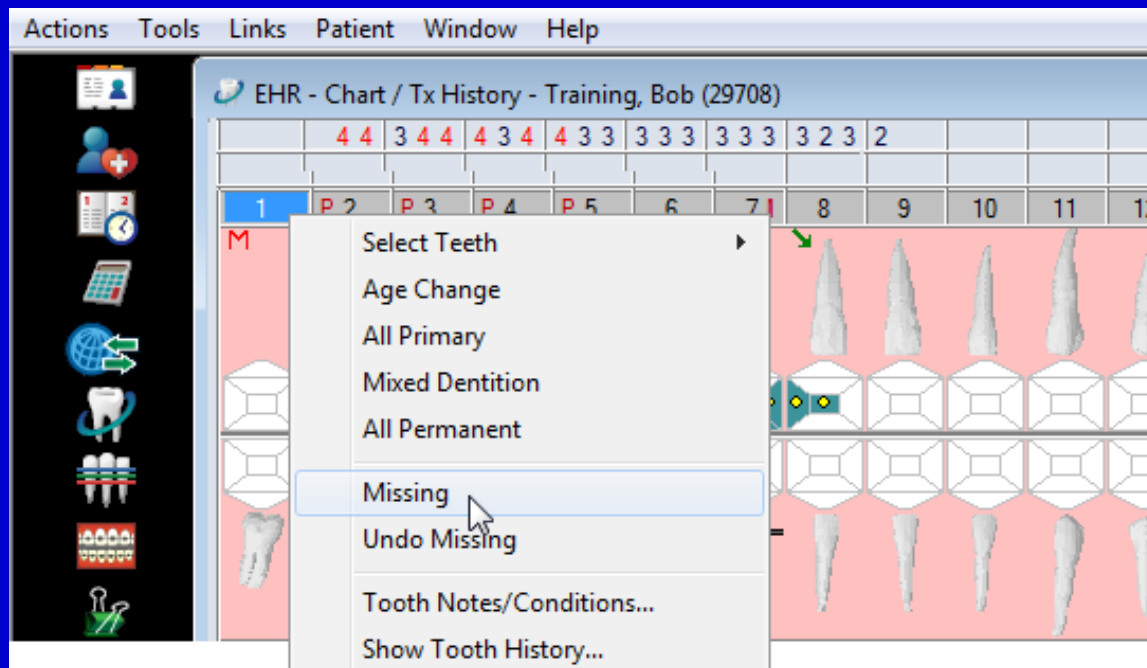 Actions Tools Links Patient Window Help
1 2
EHR - Chart / Tx History - Training, Bob (29708)
4 4 3 4 4 4 3 4 4 3 3 3 3 3 3 3 3 3 2 3 2
1 P 2 P 3 P 4 P 5 6 7 8 9 10 11
M
Select Teeth
Age Change
All Primary
Mixed Dentition
All Permanent
Missing
Undo Missing
Tooth Notes/Conditions...
Show Tooth History...